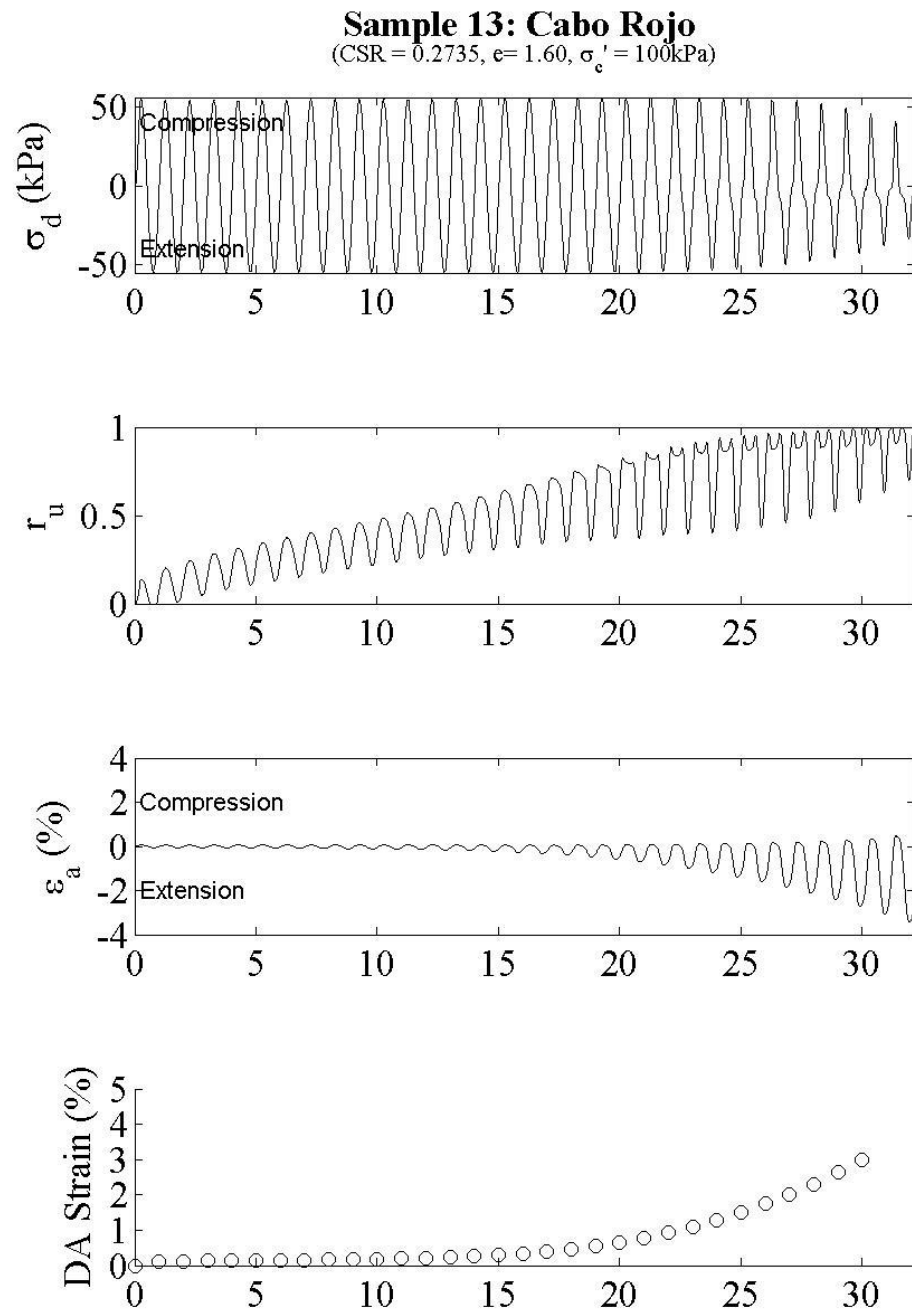 Sample 13: Cabo Rojo
(CSR = 0.2735, e= 1.60, σc' = 100kPa)
σd (kPa)
50
0
-50
Compression
Extension
0 5 10 15 20 25 30
ru
1
0.5
0
0 5 10 15 20 25 30
εa (%)
4
2
0
-2
-4
Compression
Extension
0 5 10 15 20 25 30
DA Strain (%)
5
4
3
2
1
0
0 5 10 15 20 25 30